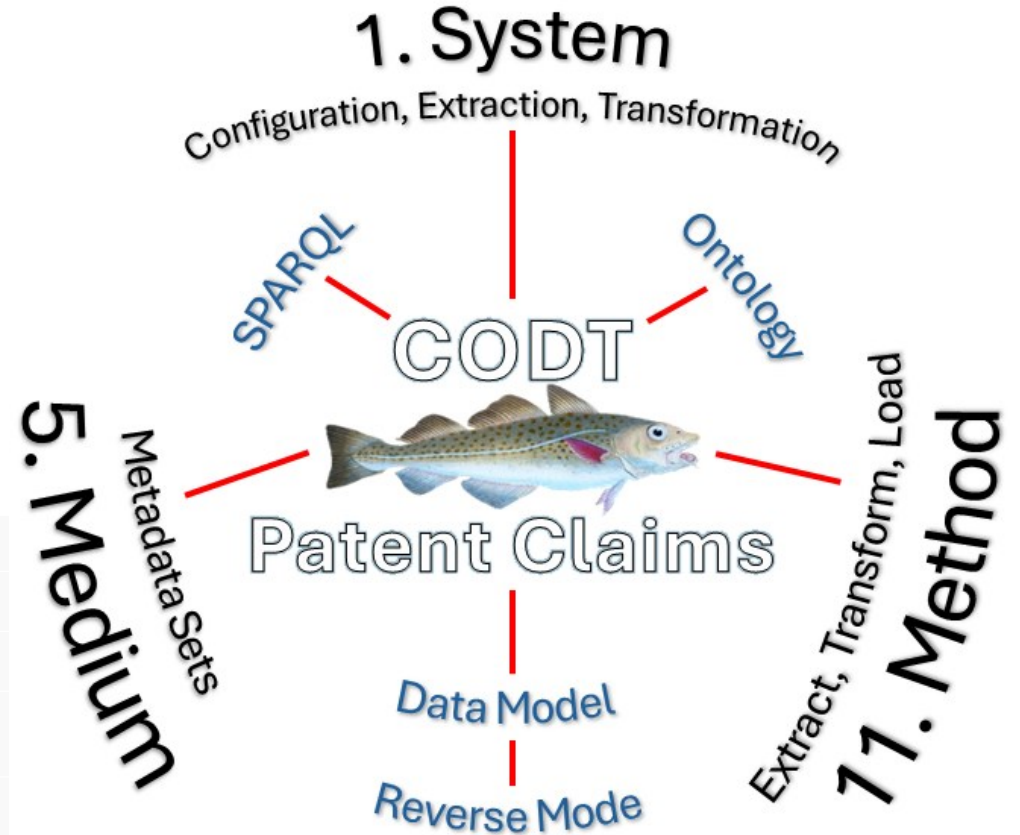 1. System
Configuration, Extraction, Transformation
SPARQL
Ontology
CODT
Patent Claims
5. Medium
Metadata Sets
Extract, Transform, Load
11. Method
Data Model
Reverse Mode